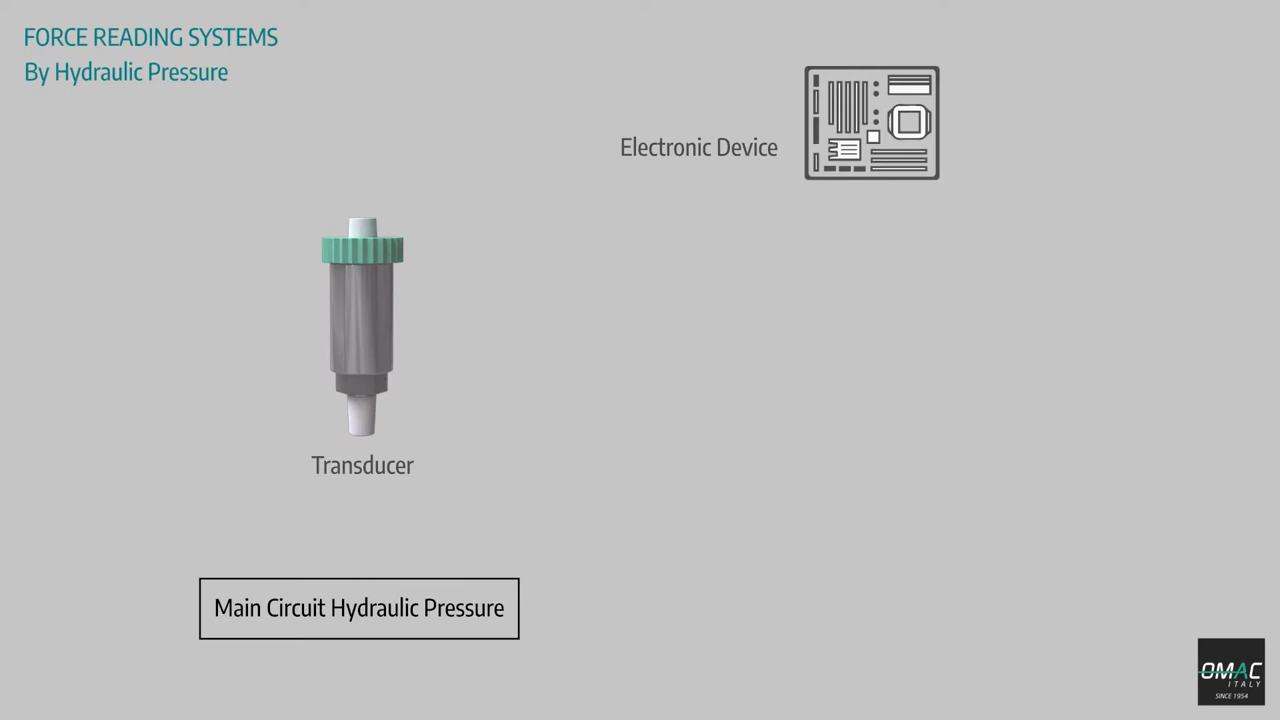 FORCE READING SYSTEMS
By Hydraulic Pressure
Electronic Device
Transducer
Main Circuit Hydraulic Pressure
OMAC
ITALY
SINCE 1954